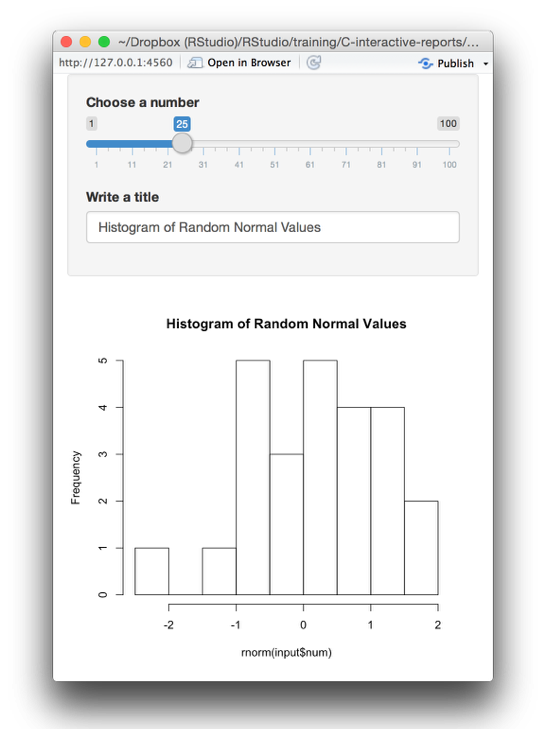 ~/Dropbox (RStudio)/RStudio/training/C-interactive-reports/...
http://127.0.0.1:4560 Open in Browser Publish
Choose a number
1 25 100
1 11 21 31 41 51 61 71 81 91 100
Write a title
Histogram of Random Normal Values
Histogram of Random Normal Values
5
4
3
2
1
0
Frequency
-2 -1 0 1 2
rnorm(input$num)